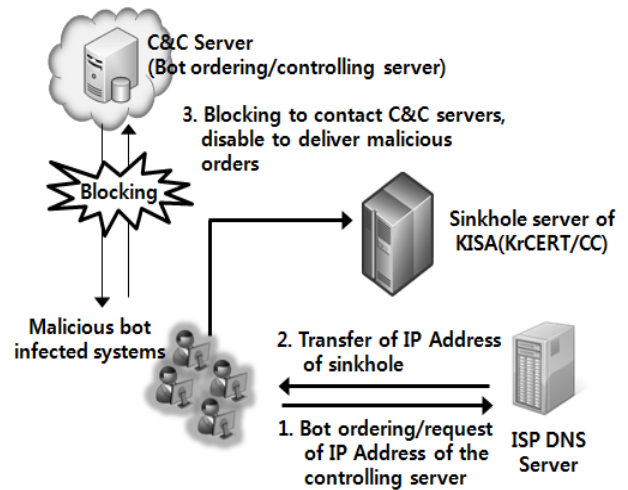 C&C Server
(Bot ordering/controlling server)
3. Blocking to contact C&C servers,
disable to deliver malicious
orders
Blocking
Sinkhole server of
KISA(KrCERT/CC)
Malicious bot
infected systems
2. Transfer of IP Address
of sinkhole
1. Bot ordering/request
of IP Address of the
controlling server
ISP DNS
Server